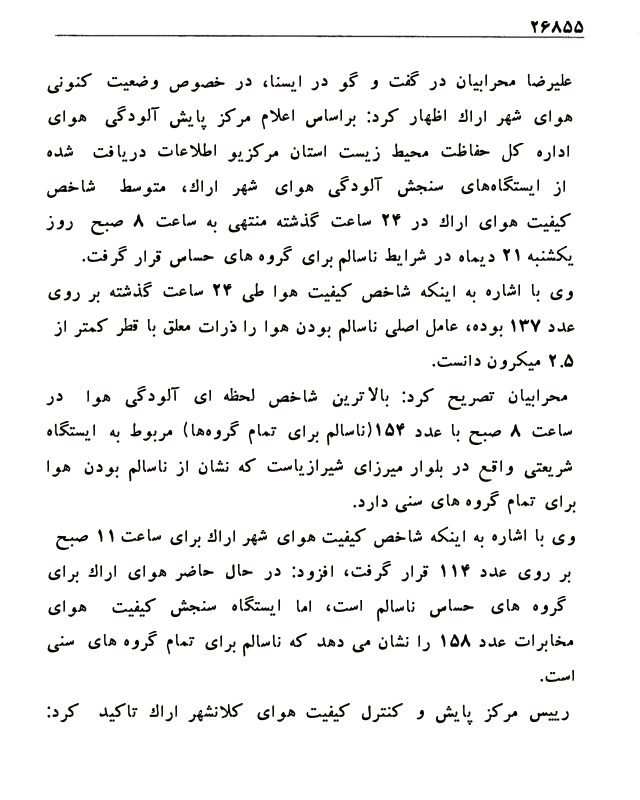 ۲۶۸۵۵
علیرضا محرابیان در گفت و گو در ایسنا، در خصوص وضعیت کنونی
هوای شهر اراك اظهار کرد: براساس اعلام مرکز پایش آلودگی هوای
اداره کل حفاظت محیط زیست استان مرکزیو اطلاعات دریافت شده
از ایستگاه‌های سنجش آلودگی هوای شهر اراك، متوسط شاخص
کیفیت هوای اراك در ۲۴ ساعت گذشته منتهی به ساعت ۸ صبح روز
یکشنبه ۲۱ دیماه در شرایط ناسالم برای گروه های حساس قرار گرفت.
وی با اشاره به اینکه شاخص کیفیت هوا طی ۲۴ ساعت گذشته بر روی
عدد ۱۳۷ بوده، عامل اصلی ناسالم بودن هوا را ذرات معلق با قطر کمتر از
۲.۵ میکرون دانست.
محرابیان تصریح کرد: بالاترین شاخص لحظه ای آلودگی هوا در
ساعت ۸ صبح با عدد ۱۵۴(ناسالم برای تمام گروه‌ها) مربوط به ایستگاه
شریعتی واقع در بلوار میرزای شیرازیاست که نشان از ناسالم بودن هوا
برای تمام گروه های سنی دارد.
وی با اشاره به اینکه شاخص کیفیت هوای شهر اراك برای ساعت ۱۱ صبح
بر روی عدد ۱۱۴ قرار گرفت، افزود: در حال حاضر هوای اراك برای
گروه های حساس ناسالم است، اما ایستگاه سنجش کیفیت هوای
مخابرات عدد ۱۵۸ را نشان می دهد که ناسالم برای تمام گروه های سنی
است.
رییس مرکز پایش و کنترل کیفیت هوای کلانشهر اراك تاکید کرد: